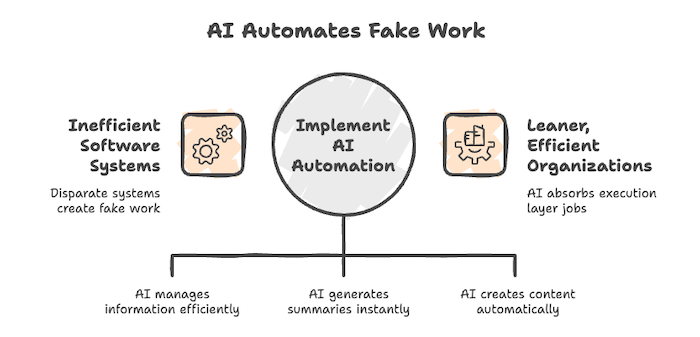 AI Automates Fake Work
Inefficient
Software
Systems
Disparate systems
create fake work
Implement
AI
Automation
Leaner,
Efficient
Organizations
AI absorbs execution
layer jobs
AI manages
information efficiently
AI generates
summaries instantly
AI creates content
automatically